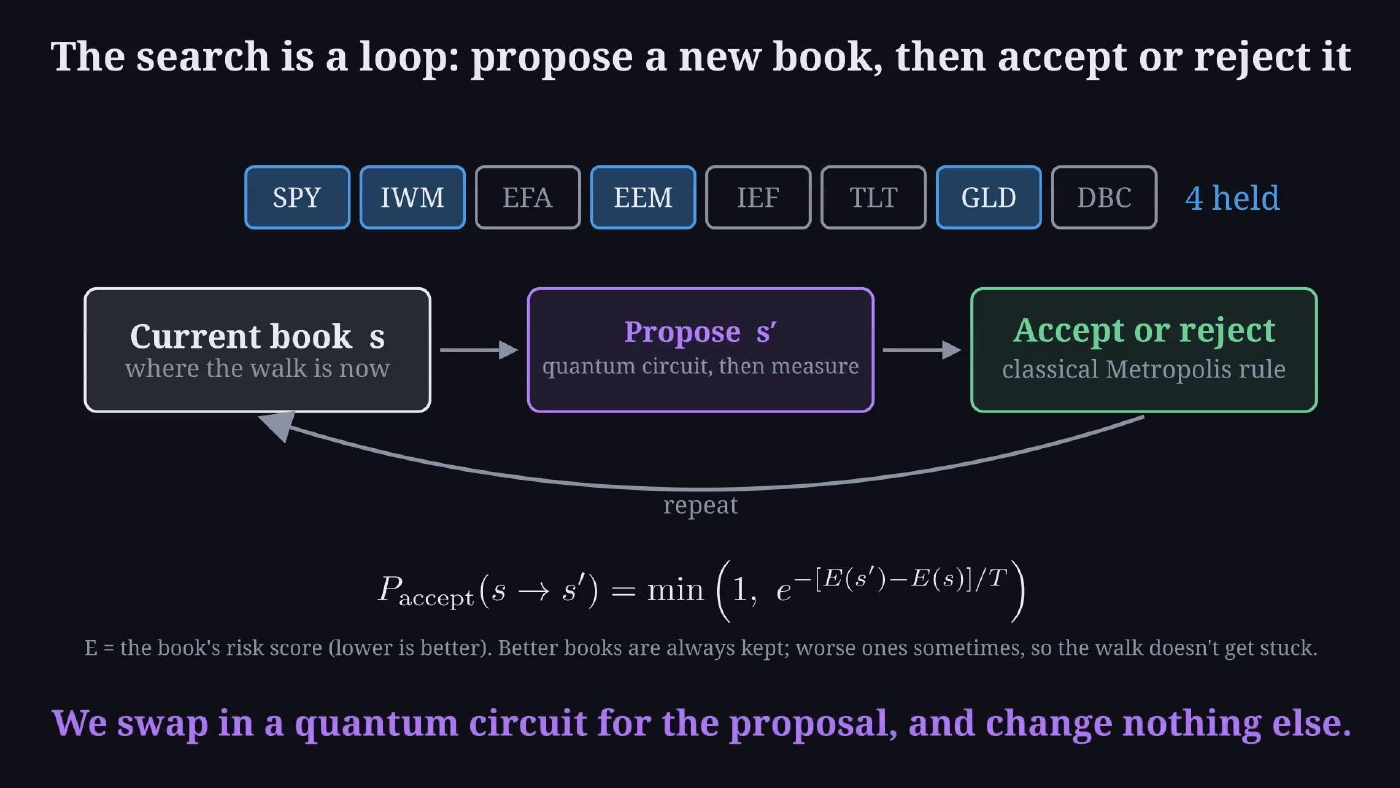 The search is a loop: propose a new book, then accept or reject it
SPY IWM EFA EEM IEF TLT GLD DBC 4 held
Current book s
where the walk is now
Propose s′
quantum circuit, then measure
Accept or reject
classical Metropolis rule
repeat
P_accept(s → s′) = min(1, e^{−[E(s′)−E(s)]/T})
E = the book's risk score (lower is better). Better books are always kept; worse ones sometimes, so the walk doesn't get stuck.
We swap in a quantum circuit for the proposal, and change nothing else.